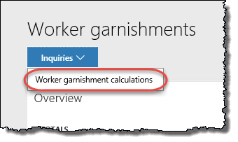 Worker garnishments
Inquiries
Worker garnishment calculations
Overview